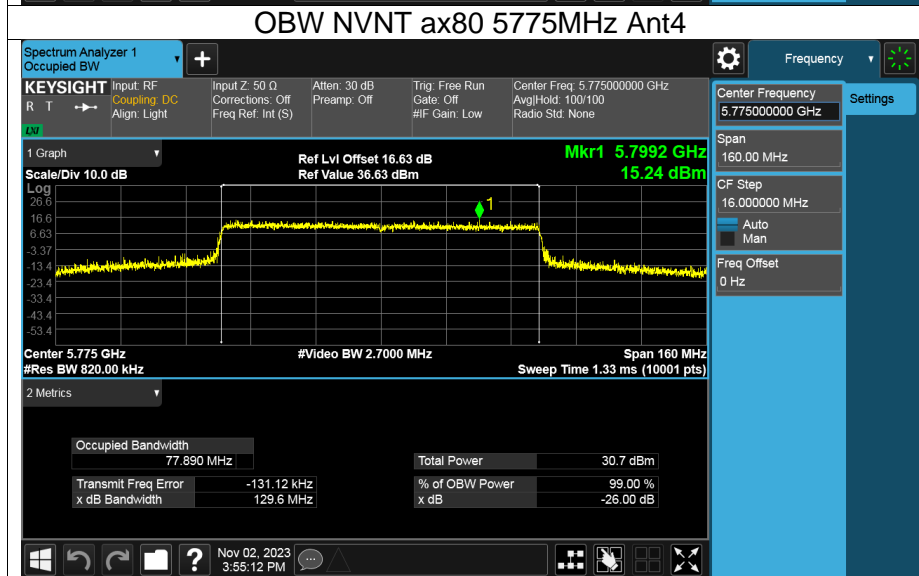 OBW NVNT ax80 5775MHz Ant4
Spectrum Analyzer 1
Occupied BW
Frequency
KEYSIGHT
R T
LXI
Input: RF
Coupling: DC
Align: Light
Input Z: 50 Ω
Corrections: Off
Freq Ref: Int (S)
Atten: 30 dB
Preamp: Off
Trig: Free Run
Gate: Off
#IF Gain: Low
Center Freq: 5.775000000 GHz
Avg|Hold: 100/100
Radio Std: None
Center Frequency
5.775000000 GHz
Settings
Span
160.00 MHz
CF Step
16.000000 MHz
Auto
Man
Freq Offset
0 Hz
1 Graph
Scale/Div 10.0 dB
Ref Lvl Offset 16.63 dB
Ref Value 36.63 dBm
Mkr1 5.7992 GHz
15.24 dBm
Log
26.6
16.6
6.63
-3.37
-13.4
-23.4
-33.4
-43.4
-53.4
1
Center 5.775 GHz
#Video BW 2.7000 MHz
Span 160 MHz
#Res BW 820.00 kHz
Sweep Time 1.33 ms (10001 pts)
2 Metrics
Occupied Bandwidth
77.890 MHz
Total Power 30.7 dBm
Transmit Freq Error -131.12 kHz
% of OBW Power 99.00 %
x dB Bandwidth 129.6 MHz
x dB -26.00 dB
?
Nov 02, 2023
3:55:12 PM